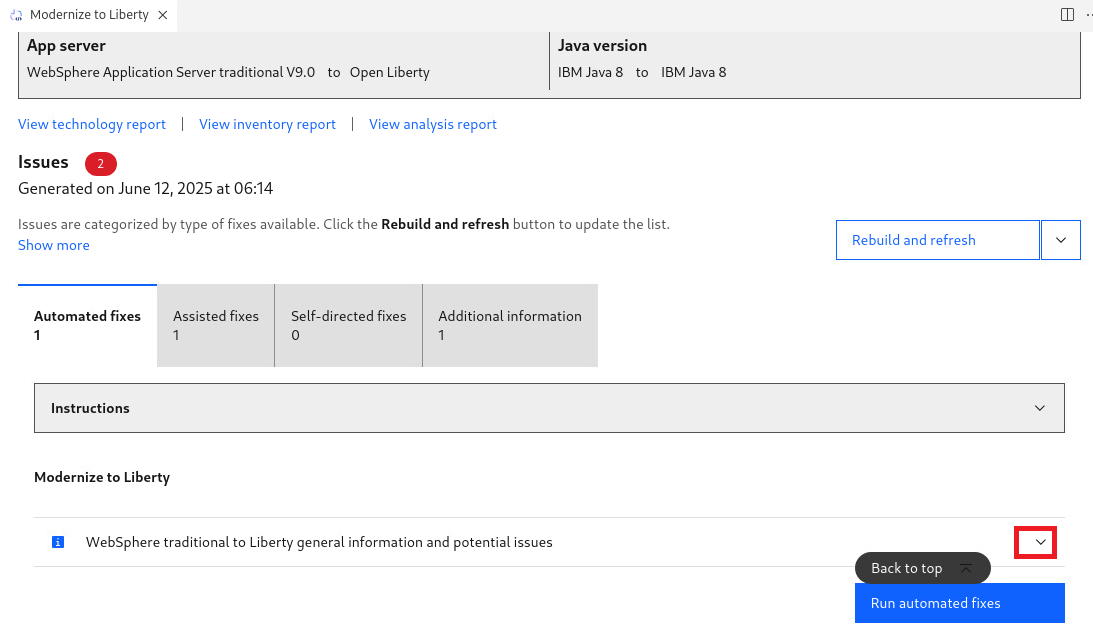 Modernize to Liberty
App server
Java version
WebSphere Application Server traditional V9.0 to Open Liberty
IBM Java 8 to IBM Java 8
View technology report | View inventory report | View analysis report
Issues 2
Generated on June 12, 2025 at 06:14
Issues are categorized by type of fixes available. Click the Rebuild and refresh button to update the list.
Show more
Rebuild and refresh
Automated fixes
1
Assisted fixes
1
Self-directed fixes
0
Additional information
1
Instructions
Modernize to Liberty
i WebSphere traditional to Liberty general information and potential issues
Back to top
Run automated fixes